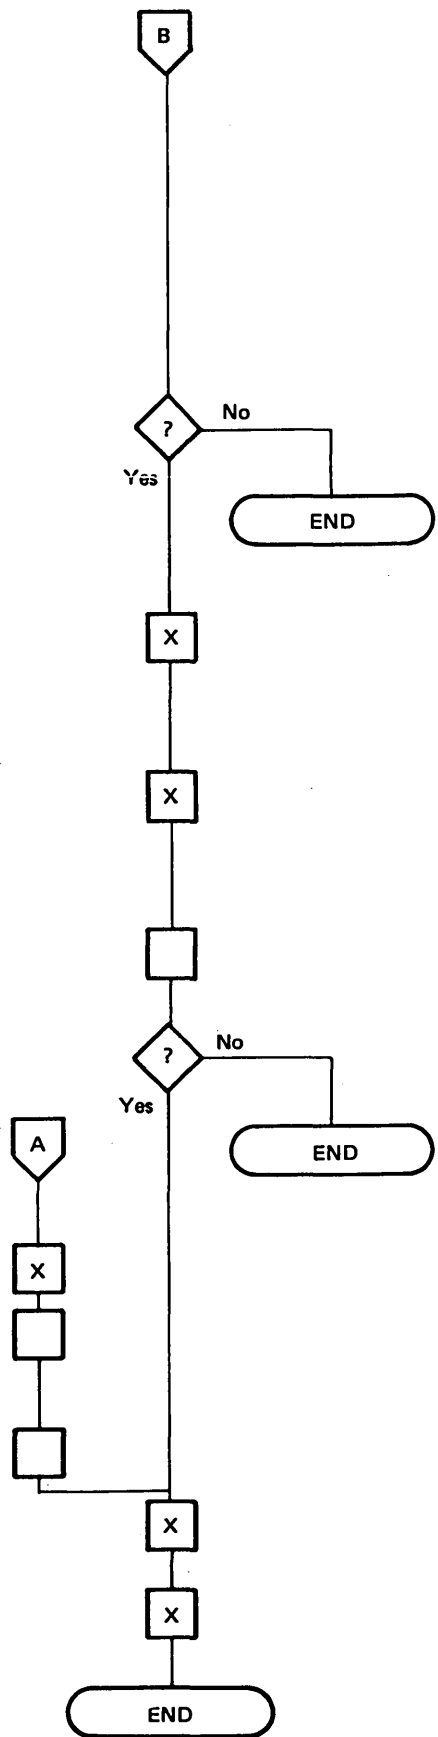 B
?
No
Yes
END
X
X
?
No
Yes
A
END
X
X
X
END